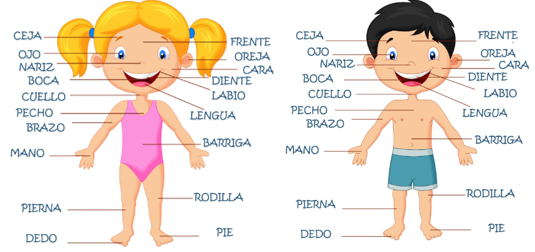 CEJA
OJO
NARIZ
BOCA
CUELLO
PECHO
BRAZO
MANO
PIERNA
DEDO
FRENTE
OREJA
CARA
DIENTE
LABIO
LENGUA
BARRIGA
RODILLA
PIE
CEJA
OJO
NARIZ
BOCA
CUELLO
PECHO
BRAZO
MANO
PIERNA
DEDO
FRENTE
OREJA
CARA
DIENTE
LABIO
LENGUA
BARRIGA
RODILLA
PIE